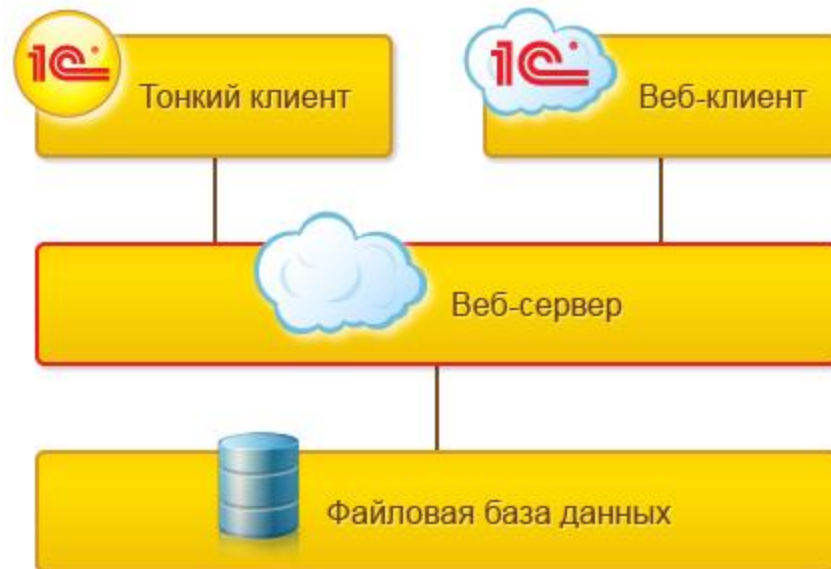 1С
Тонкий клиент
1С
Веб-клиент
Веб-сервер
Файловая база данных